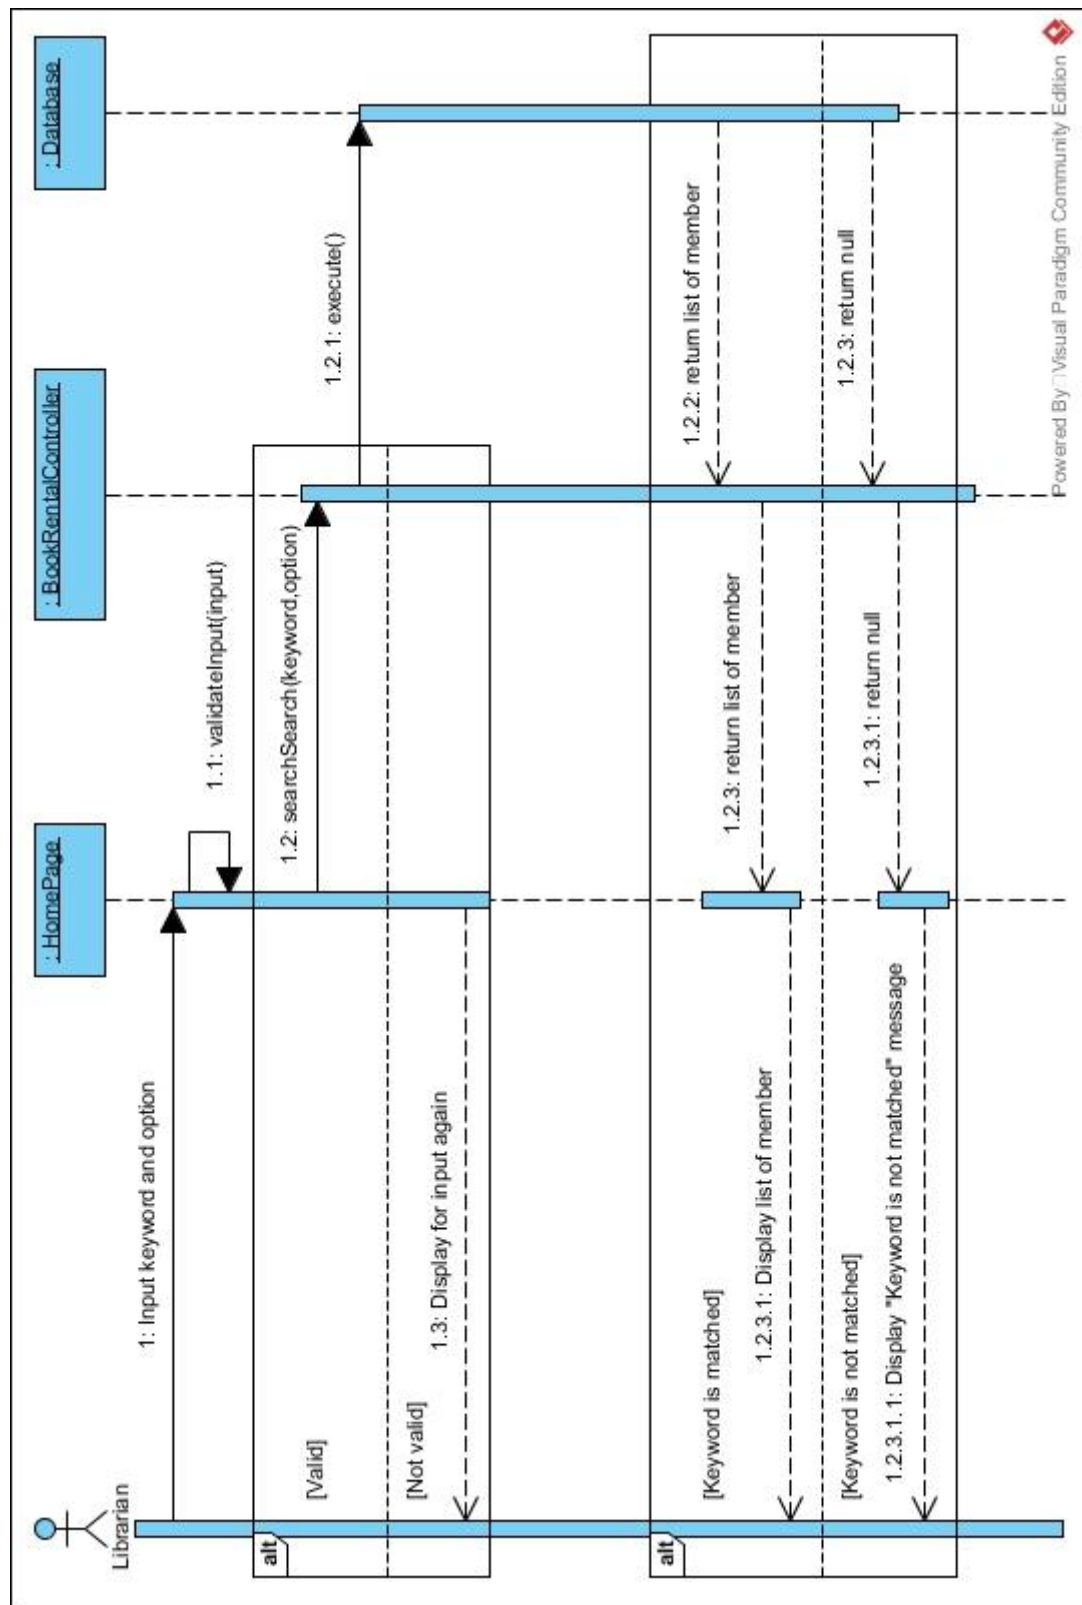 Librarian
: HomePage
: BookRentalController
: Database
1: Input keyword and option
1.1: validateInput(input)
alt
[Valid]
1.2: searchSearch(keyword,option)
1.2.1: execute()
[Not valid]
1.3: Display for input again
alt
[Keyword is matched]
1.2.2: return list of member
1.2.3: return list of member
1.2.3.1: Display list of member
[Keyword is not matched]
1.2.3: return null
1.2.3.1: return null
1.2.3.1.1: Display "Keyword is not matched" message
Powered By Visual Paradigm Community Edition